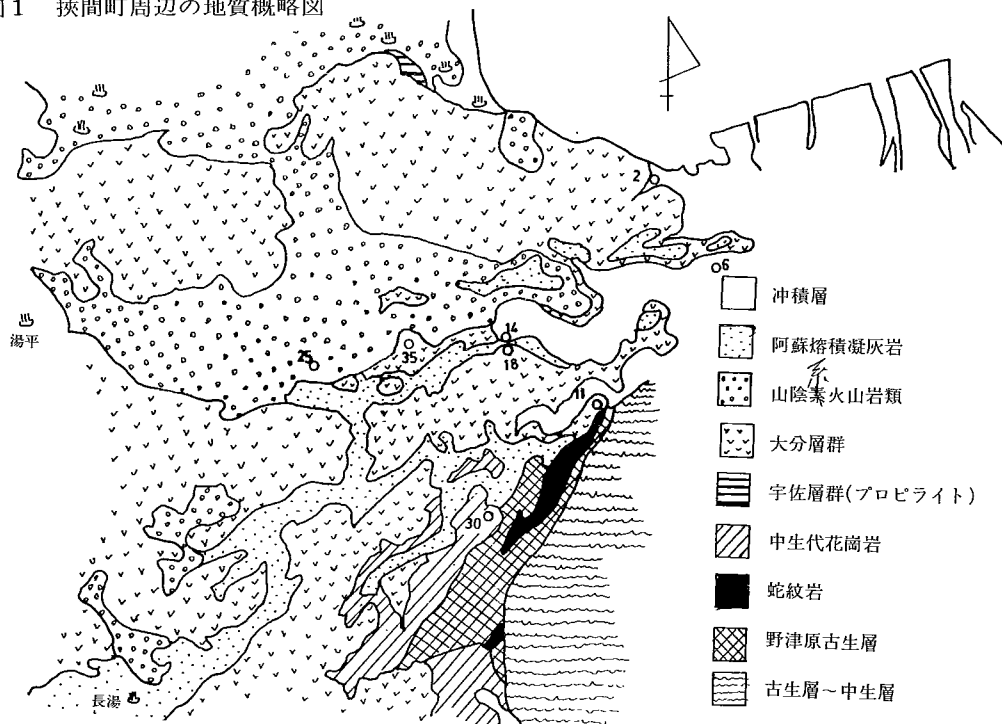 図1 挾間町周辺の地質概略図
2
6
冲積層
湯平
14
25
35
18
阿蘇熔積凝灰岩
系
山陰素火山岩類
11
大分層群
宇佐層群(プロピライト)
30
中生代花崗岩
蛇紋岩
野津原古生層
古生層~中生層
長湯